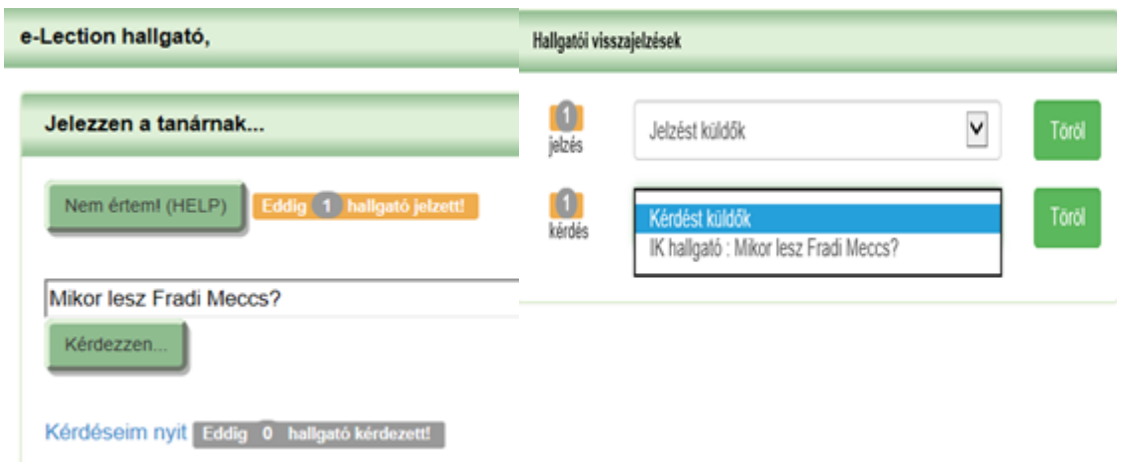 e-Lection hallgató,
Jelezzen a tanárnak...
Nem értem! (HELP)
Eddig 1 hallgató jelzett!
Mikor lesz Fradi Meccs?
Kérdezzen...
Kérdéseim nyit
Eddig 0 hallgató kérdezett!
Hallgatói visszajelzések
1
jelzés
Jelzést küldők
Töröl
1
kérdés
Kérdést küldők
IK hallgató : Mikor lesz Fradi Meccs?
Töröl